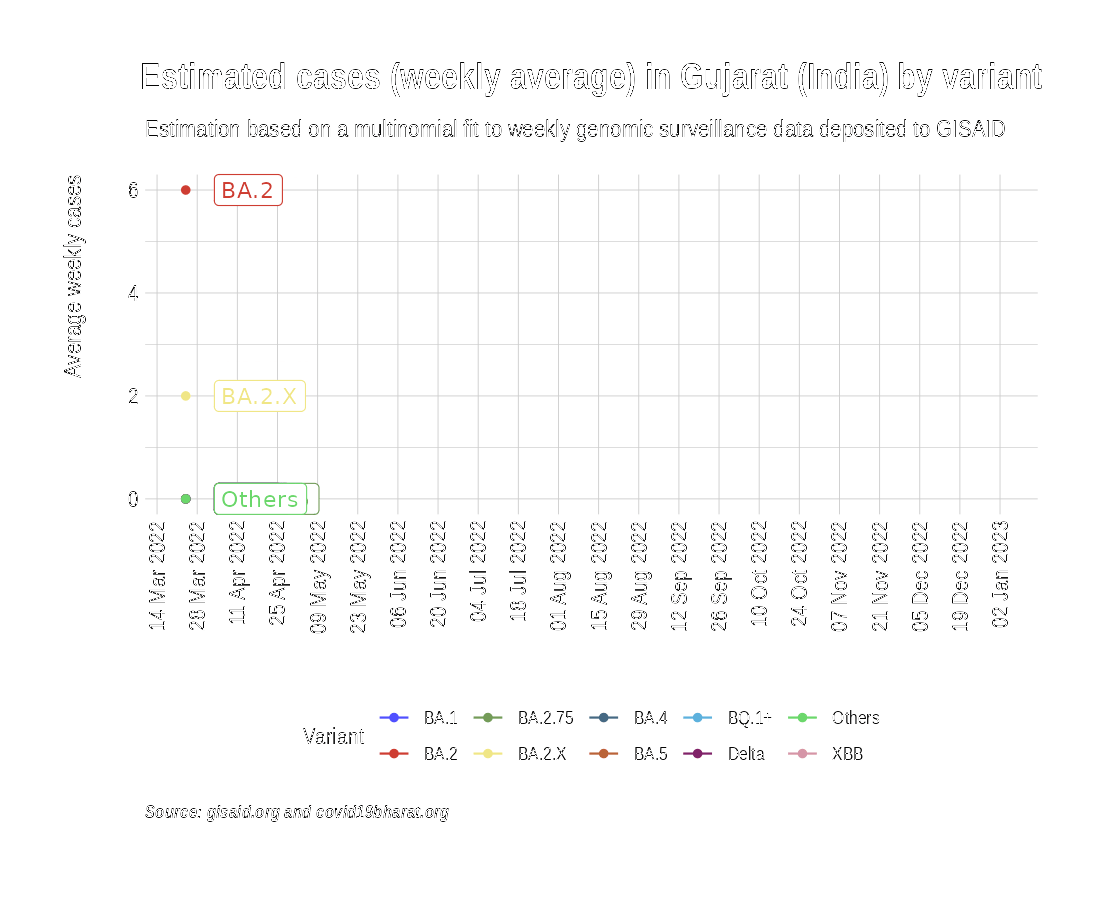 Estimated cases (weekly average) in Gujarat (India) by variant
Estimation based on a multinomial fit to weekly genomic surveillance data deposited to GISAID
Average weekly cases
6
4
2
0
BA.2
BA.2.X
Others
14 Mar 2022
28 Mar 2022
11 Apr 2022
25 Apr 2022
09 May 2022
23 May 2022
06 Jun 2022
20 Jun 2022
04 Jul 2022
18 Jul 2022
01 Aug 2022
15 Aug 2022
29 Aug 2022
12 Sep 2022
26 Sep 2022
10 Oct 2022
24 Oct 2022
07 Nov 2022
21 Nov 2022
05 Dec 2022
19 Dec 2022
02 Jan 2023
Variant
BA.1 BA.2.75 BA.4 BQ.1+ Others
BA.2 BA.2.X BA.5 Delta XBB
Source: gisaid.org and covid19bharat.org